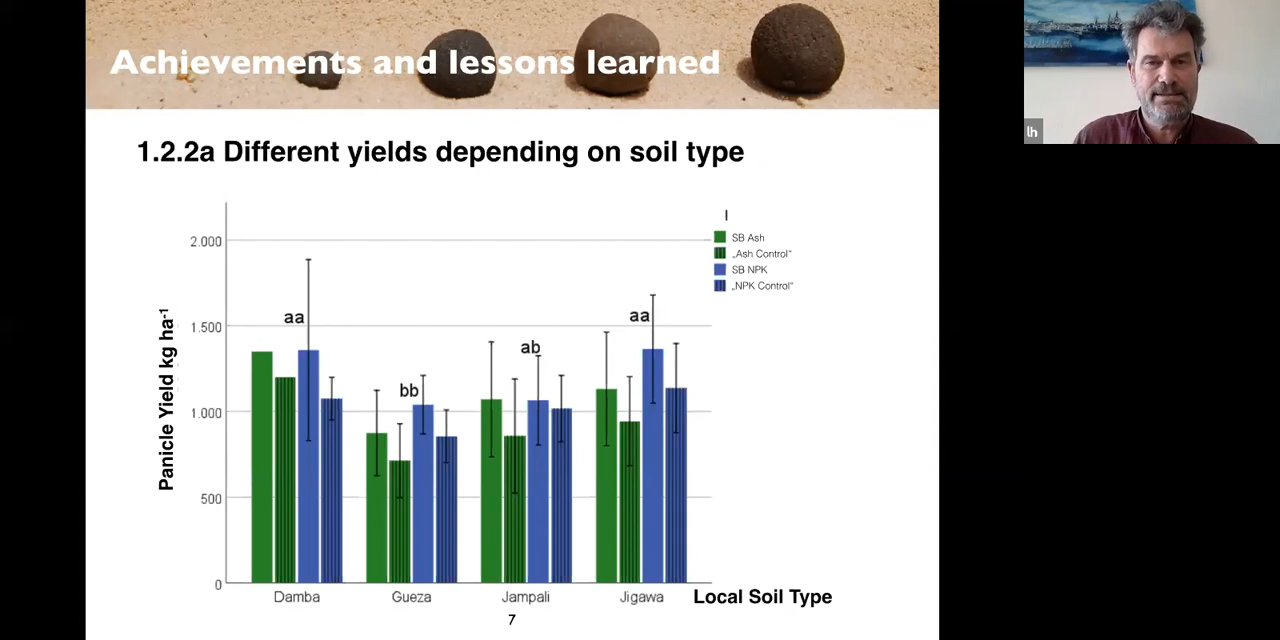 Achievements and lessons learned
lh
1.2.2a Different yields depending on soil type
I
SB Ash
„Ash Control"
SB NPK
„NPK Control"
2.000
1.500
1.000
500
0
Panicle Yield kg ha-1
aa
bb
ab
aa
Damba
Gueza
Jampali
Jigawa
Local Soil Type
7